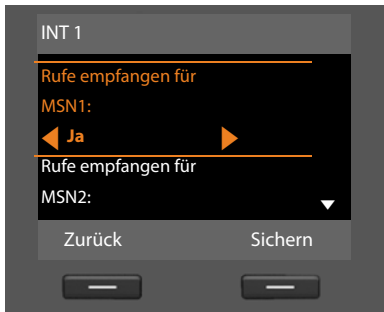 INT 1
Rufe empfangen für
MSN1:
Ja
Rufe empfangen für
MSN2:
Zurück Sichern